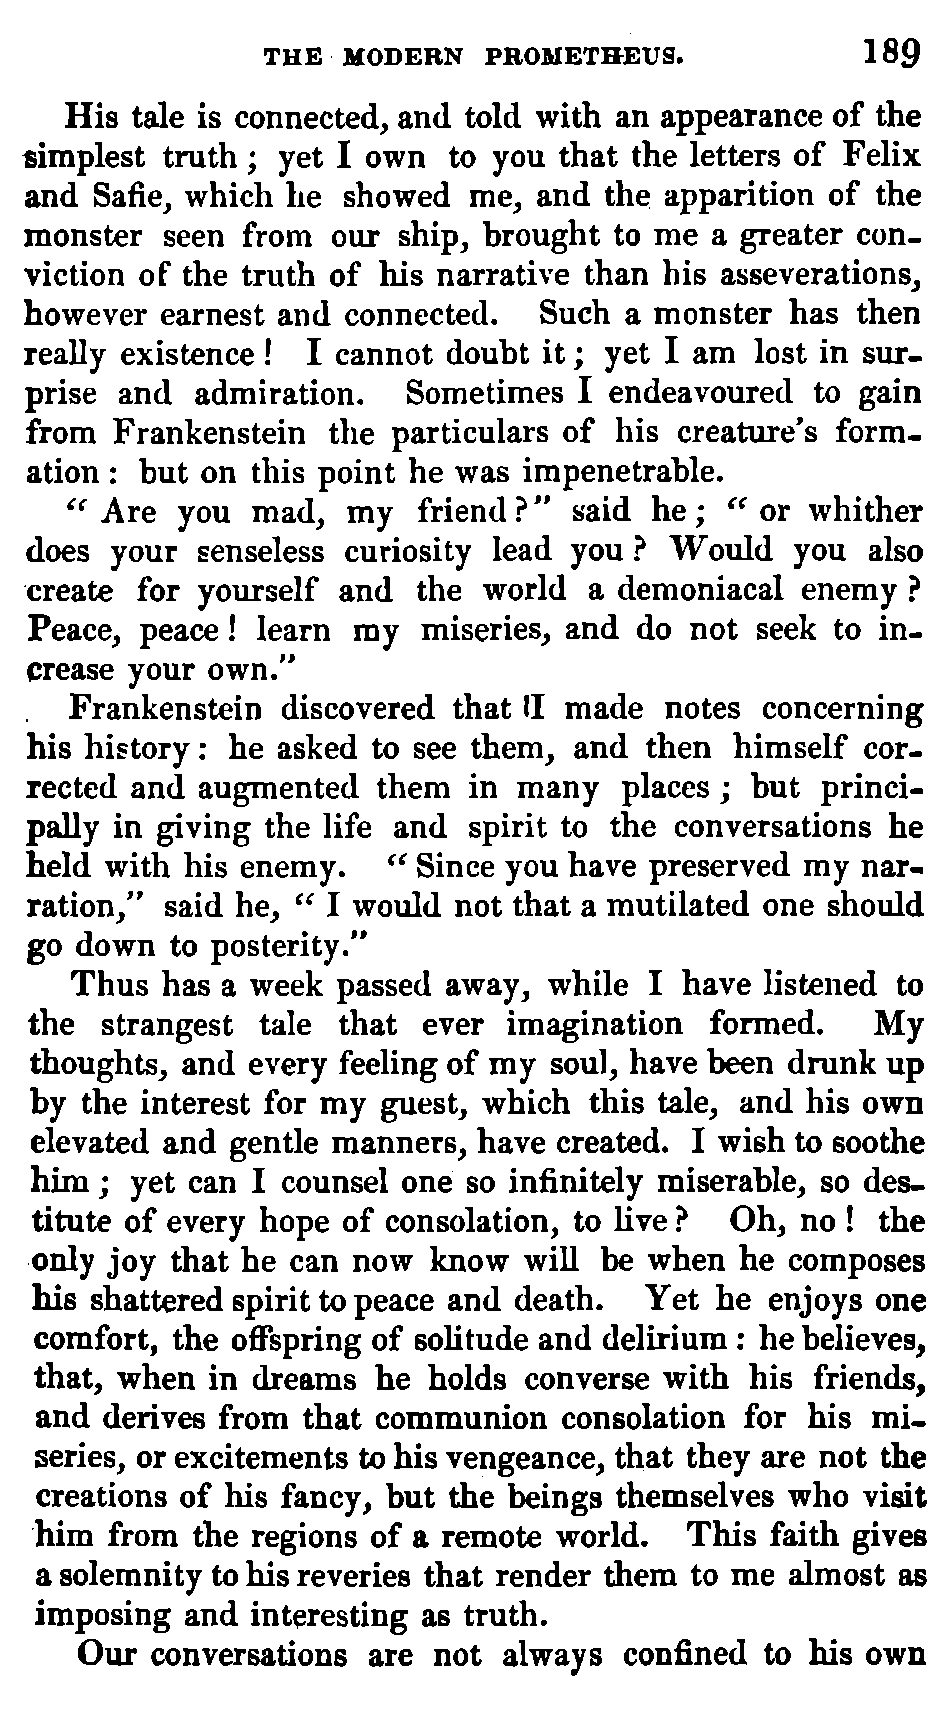 THE MODERN PROMETHEUS. 189
His tale is connected, and told with an appearance of the
simplest truth ; yet I own to you that the letters of Felix
and Safie, which he showed me, and the apparition of the
monster seen from our ship, brought to me a greater con-
viction of the truth of his narrative than his asseverations,
however earnest and connected. Such a monster has then
really existence ! I cannot doubt it ; yet I am lost in sur-
prise and admiration. Sometimes I endeavoured to gain
from Frankenstein the particulars of his creature's form-
ation : but on this point he was impenetrable.
“ Are you mad, my friend ?” said he ; “ or whither
does your senseless curiosity lead you ? Would you also
create for yourself and the world a demoniacal enemy ?
Peace, peace ! learn my miseries, and do not seek to in-
crease your own.”
Frankenstein discovered that I made notes concerning
his history : he asked to see them, and then himself cor-
rected and augmented them in many places ; but princi-
pally in giving the life and spirit to the conversations he
held with his enemy. “ Since you have preserved my nar-
ration,” said he, “ I would not that a mutilated one should
go down to posterity.”
Thus has a week passed away, while I have listened to
the strangest tale that ever imagination formed. My
thoughts, and every feeling of my soul, have been drunk up
by the interest for my guest, which this tale, and his own
elevated and gentle manners, have created. I wish to soothe
him ; yet can I counsel one so infinitely miserable, so des-
titute of every hope of consolation, to live ? Oh, no ! the
only joy that he can now know will be when he composes
his shattered spirit to peace and death. Yet he enjoys one
comfort, the offspring of solitude and delirium : he believes,
that, when in dreams he holds converse with his friends,
and derives from that communion consolation for his mi-
series, or excitements to his vengeance, that they are not the
creations of his fancy, but the beings themselves who visit
him from the regions of a remote world. This faith gives
a solemnity to his reveries that render them to me almost as
imposing and interesting as truth.
Our conversations are not always confined to his own